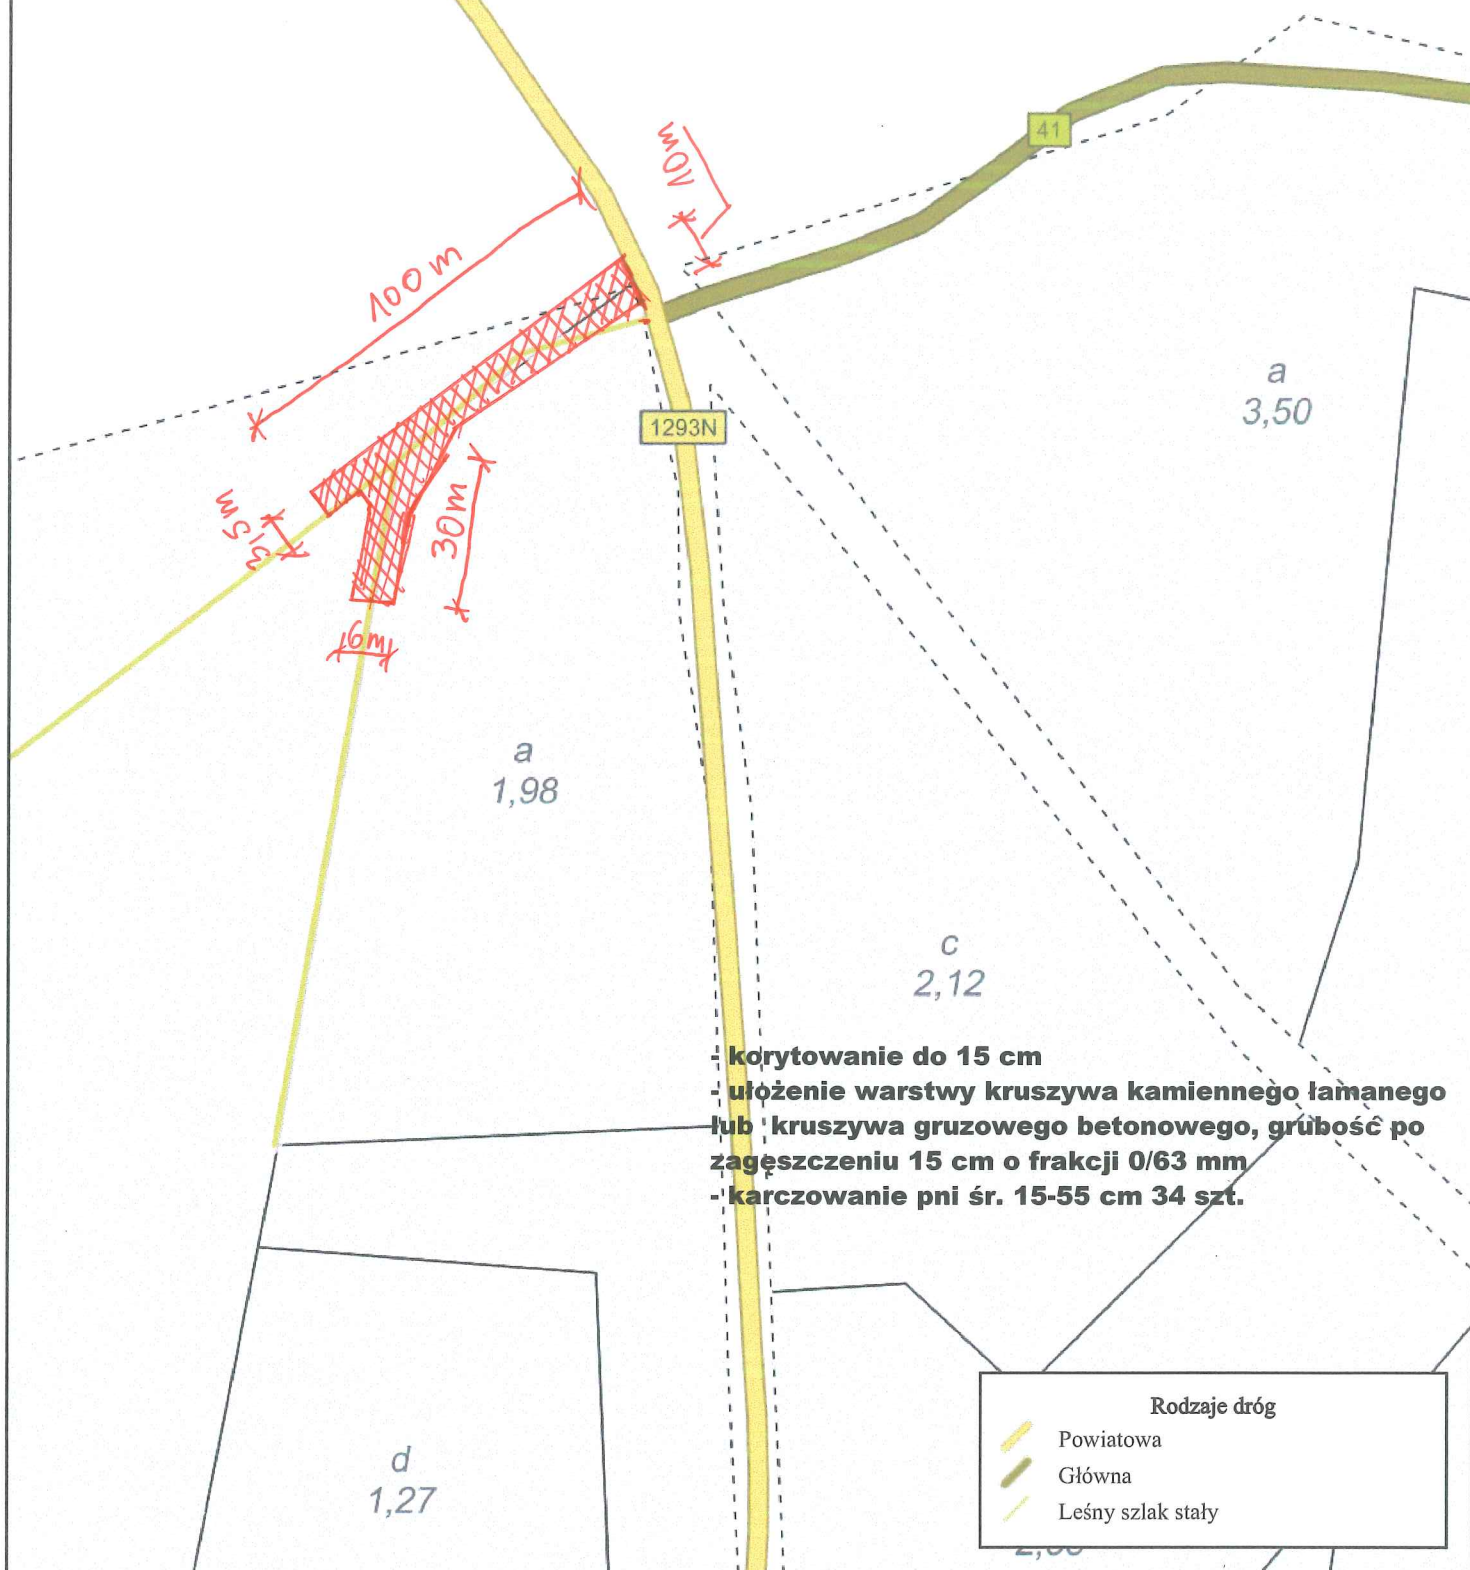 41
10m
100 m
a
3,50
1293N
3,5 m
30m
a
1,98
c
2,12
- korytowanie do 15 cm
- ułożenie warstwy kruszywa kamiennego łamanego
lub kruszywa gruzowego betonowego, grubość po
zagęszczeniu 15 cm o frakcji 0/63 mm
- karczowanie pni śr. 15-55 cm 34 szt.
Rodzaje dróg
Powiatowa
Główna
Leśny szlak stały
d
1,27